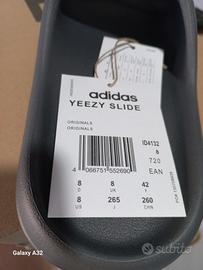 adidas
YEEZY SLIDE
ORIGINALS
ORIGINALS
ID4132
8
720
EAN
4 066751 552690
8 8 42
D UK F
8 265 260
US J CHN
Galaxy A32
subito